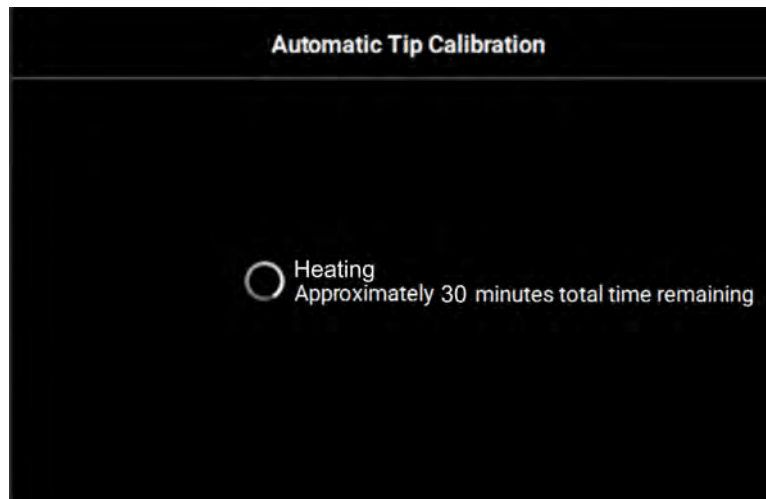 Automatic Tip Calibration
Heating
Approximately 30 minutes total time remaining